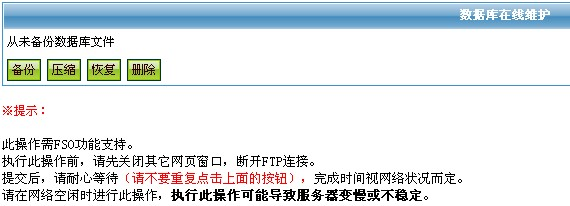 数据库在线维护
从未备份数据库文件
备份 压缩 恢复 删除
※提示：
此操作需FSO功能支持。
执行此操作前，请先关闭其它网页窗口，断开FTP连接。
提交后，请耐心等待（请不要重复点击上面的按钮），完成时间视网络状况而定。
请在网络空闲时进行此操作，执行此操作可能导致服务器变慢或不稳定。